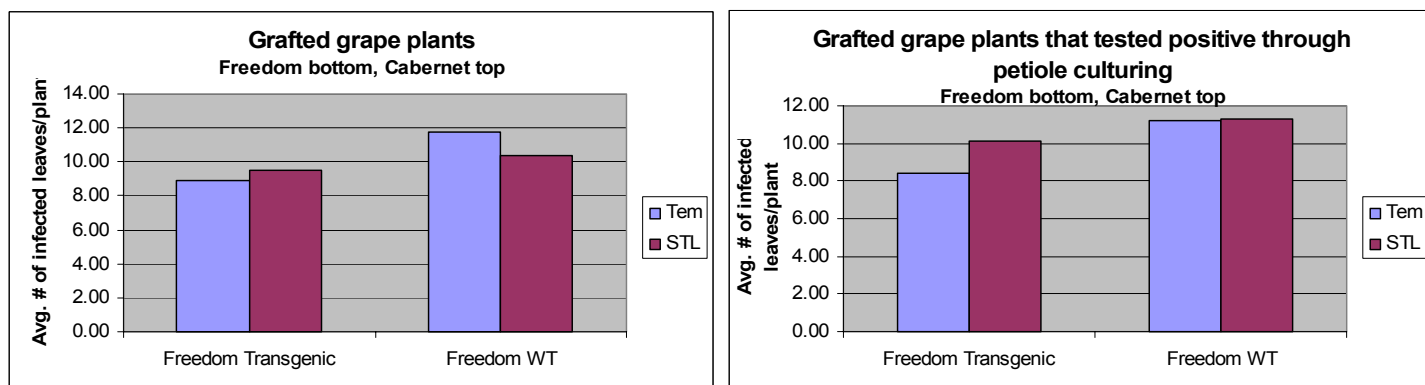 Grafted grape plants
Freedom bottom, Cabernet top
Avg. # of infected leaves/plant
14.00
12.00
10.00
8.00
6.00
4.00
2.00
0.00
Freedom Transgenic
Freedom WT
Tem
STL
Grafted grape plants that tested positive through
petiole culturing
Freedom bottom, Cabernet top
Avg. # of infected
leaves/plant
12.00
10.00
8.00
6.00
4.00
2.00
0.00
Freedom Transgenic
Freedom WT
Tem
STL